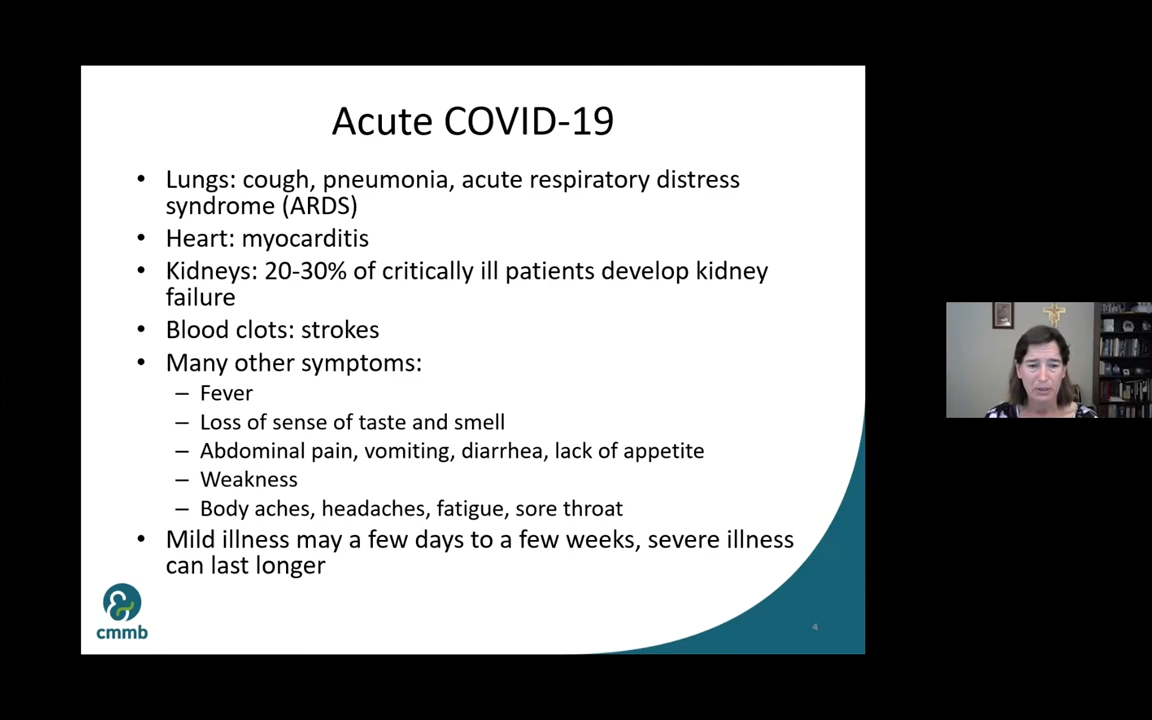 Acute COVID-19
• Lungs: cough, pneumonia, acute respiratory distress
syndrome (ARDS)
• Heart: myocarditis
• Kidneys: 20-30% of critically ill patients develop kidney
failure
• Blood clots: strokes
• Many other symptoms:
– Fever
– Loss of sense of taste and smell
– Abdominal pain, vomiting, diarrhea, lack of appetite
– Weakness
– Body aches, headaches, fatigue, sore throat
• Mild illness may a few days to a few weeks, severe illness
can last longer
cmmb
4